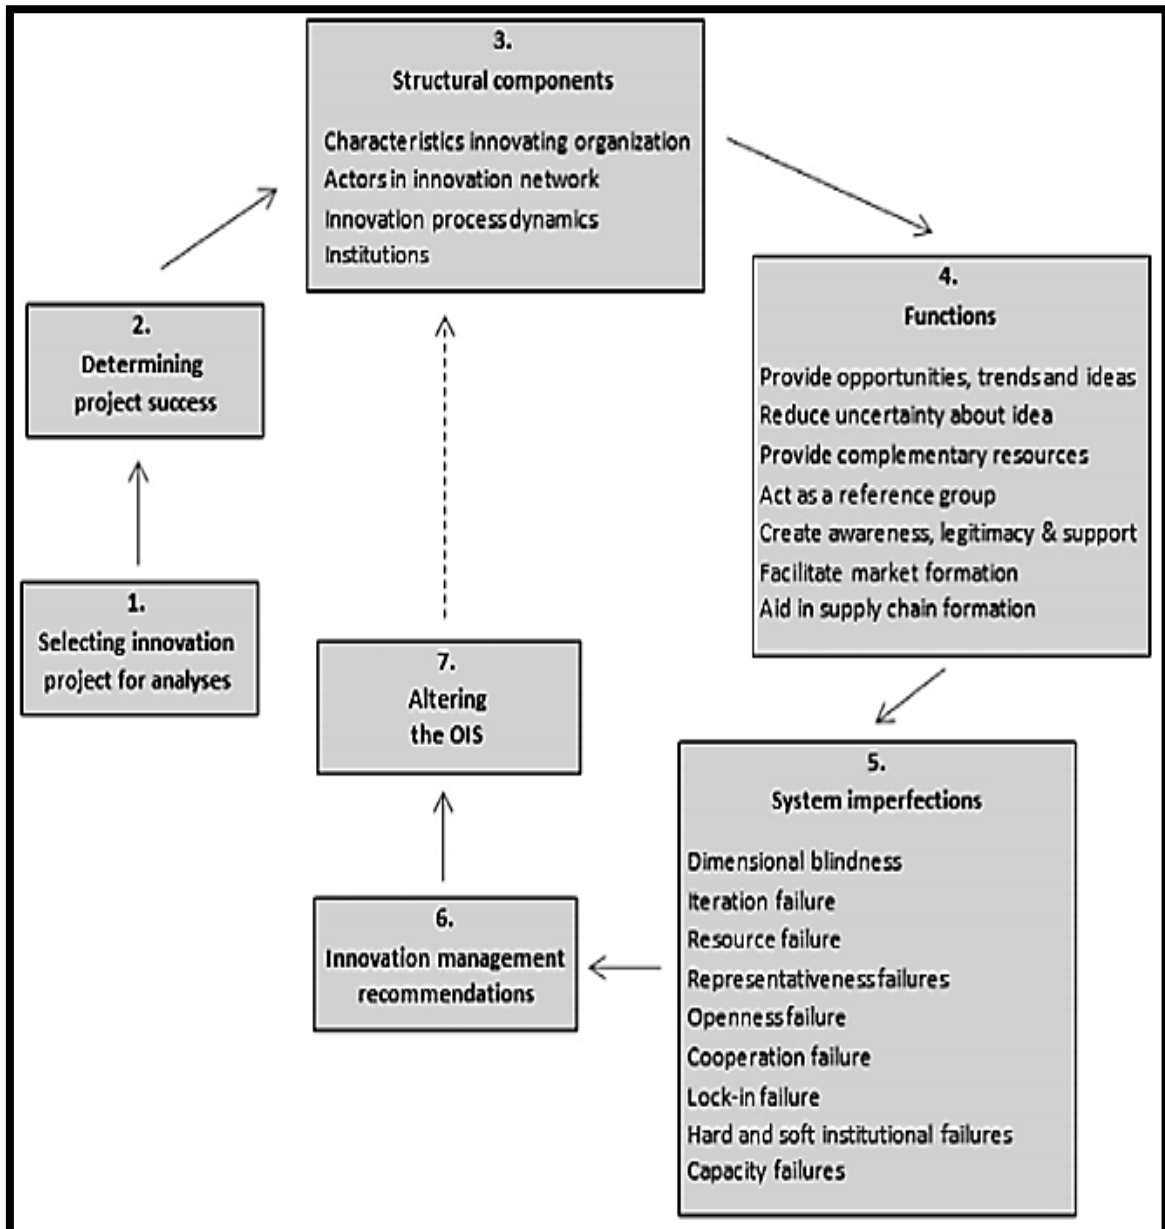 1.
Selecting innovation
project for analyses
2.
Determining
project success
3.
Structural components
Characteristics innovating organization
Actors in innovation network
Innovation process dynamics
Institutions
4.
Functions
Provide opportunities, trends and ideas
Reduce uncertainty about idea
Provide complementary resources
Act as a reference group
Create awareness, legitimacy & support
Facilitate market formation
Aid in supply chain formation
5.
System imperfections
Dimensional blindness
Iteration failure
Resource failure
Representativeness failures
Openness failure
Cooperation failure
Lock-in failure
Hard and soft institutional failures
Capacity failures
6.
Innovation management
recommendations
7.
Altering
the OIS